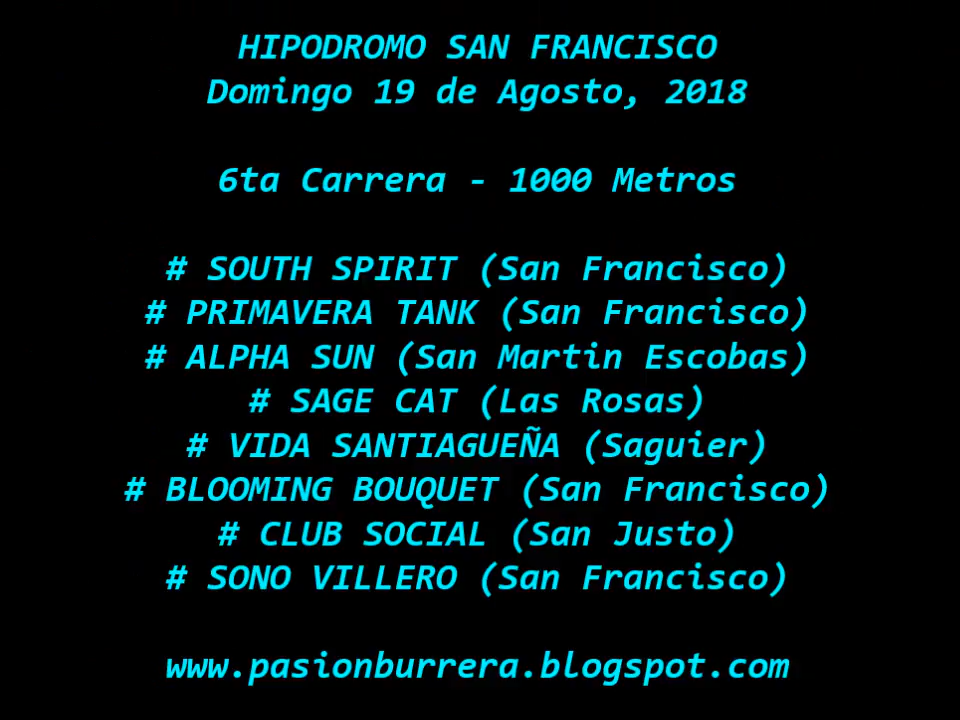 HIPODROMO SAN FRANCISCO
Domingo 19 de Agosto, 2018
6ta Carrera - 1000 Metros
# SOUTH SPIRIT (San Francisco)
# PRIMAVERA TANK (San Francisco)
# ALPHA SUN (San Martin Escobas)
# SAGE CAT (Las Rosas)
# VIDA SANTIAGUEÑA (Saguier)
# BLOOMING BOUQUET (San Francisco)
# CLUB SOCIAL (San Justo)
# SONO VILLERO (San Francisco)
www.pasionburrera.blogspot.com